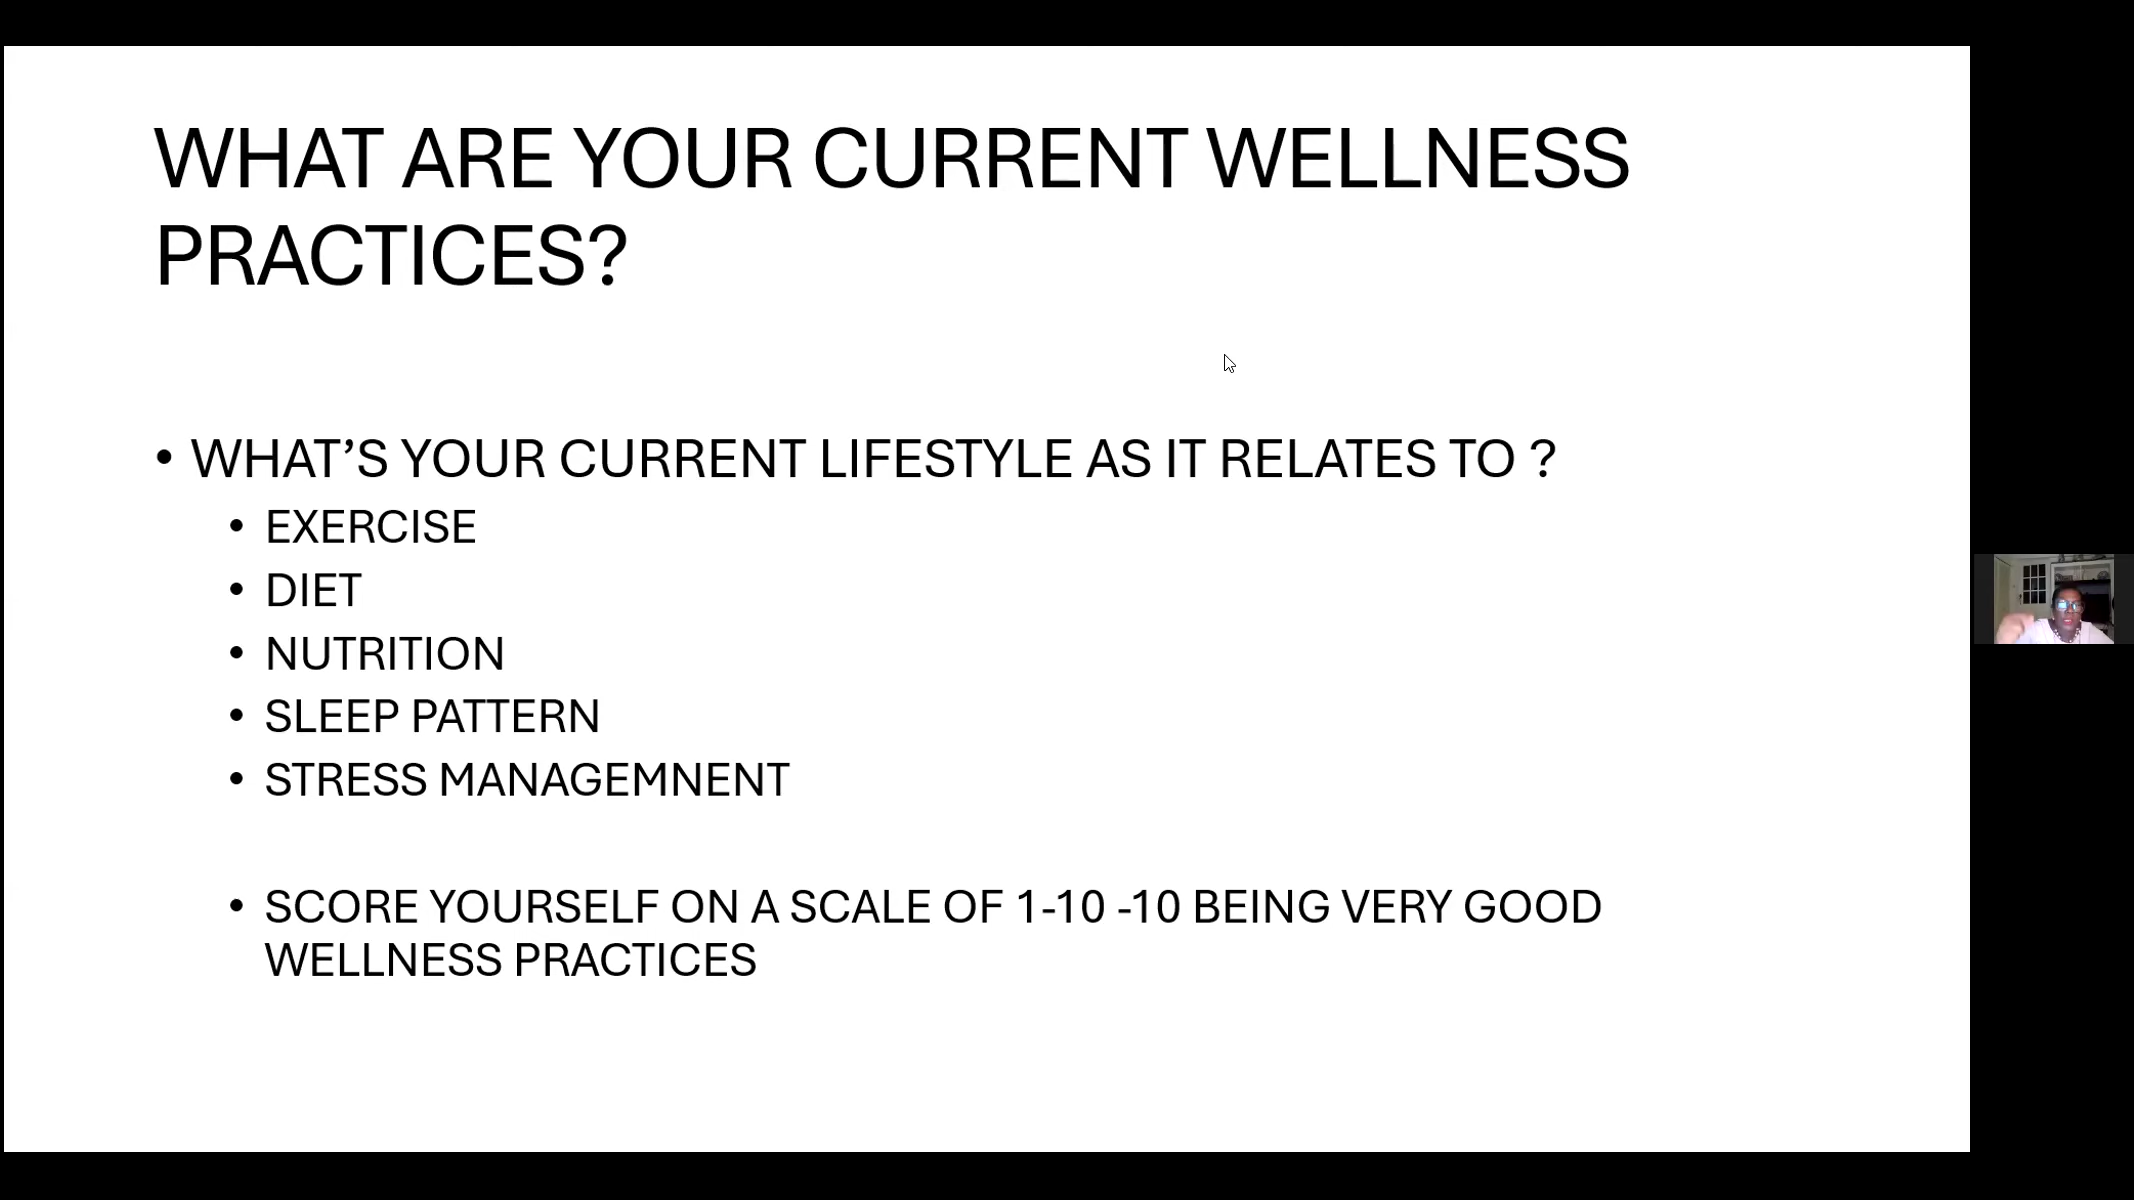 WHAT ARE YOUR CURRENT WELLNESS
PRACTICES?
• WHAT’S YOUR CURRENT LIFESTYLE AS IT RELATES TO ?
• EXERCISE
• DIET
• NUTRITION
• SLEEP PATTERN
• STRESS MANAGEMNENT
• SCORE YOURSELF ON A SCALE OF 1-10 -10 BEING VERY GOOD
WELLNESS PRACTICES